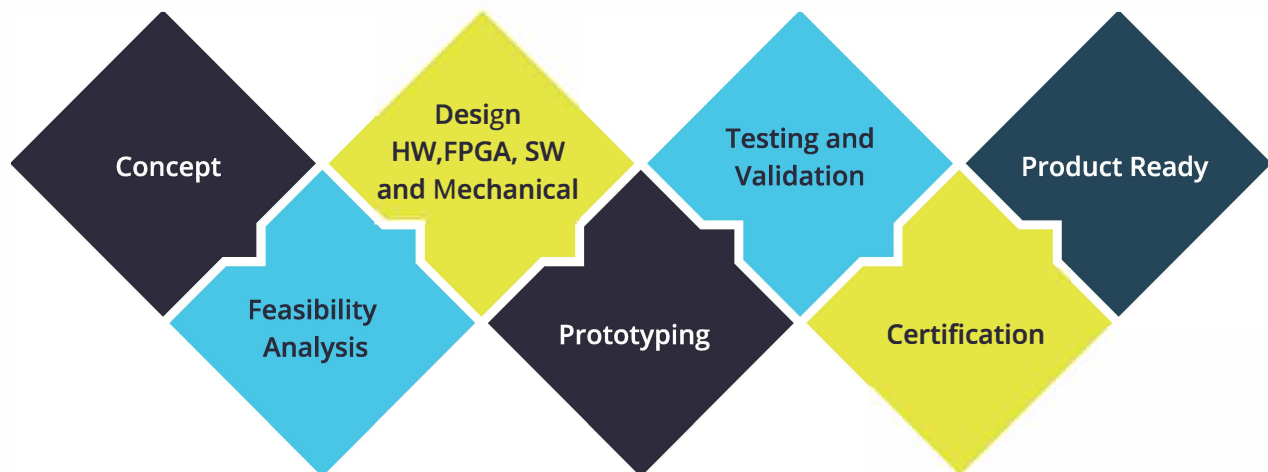 Concept
Feasibility
Analysis
Design
HW,FPGA, SW
and Mechanical
Prototyping
Testing and
Validation
Certification
Product Ready